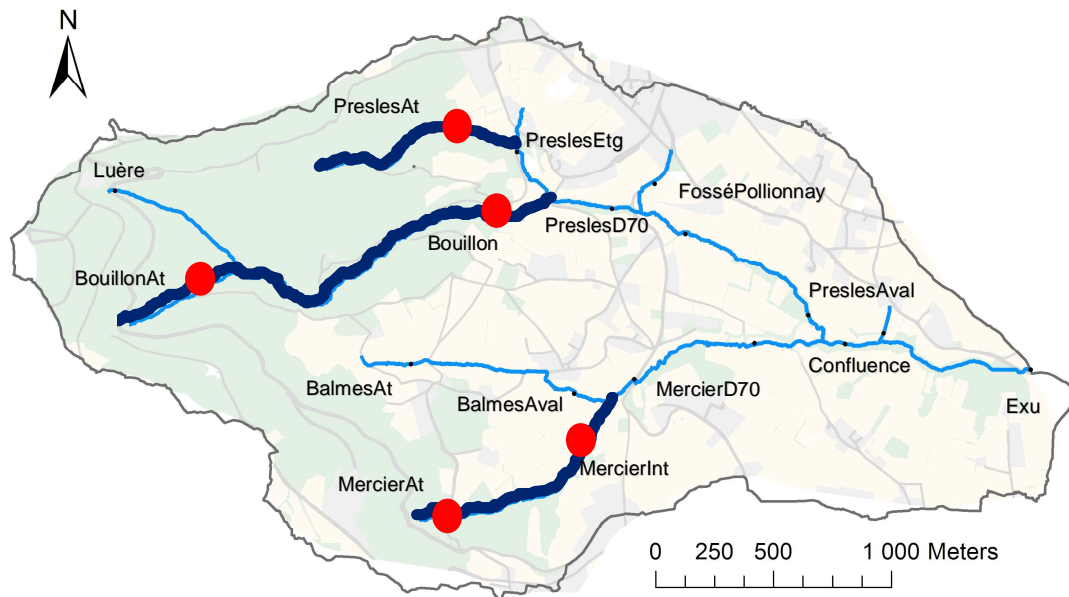 N
PreslesAt
PreslesEtg
Luère
FosséPollionnay
PreslesD70
Bouillon
BouillonAt
PreslesAval
Confluence
BalmesAt
MercierD70
BalmesAval
Exu
MercierInt
MercierAt
0 250 500 1 000 Meters